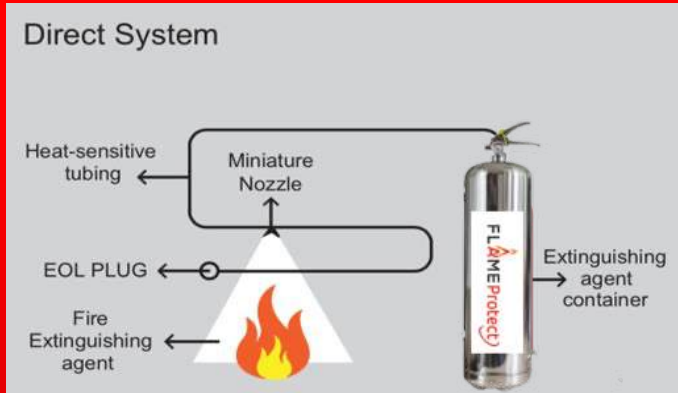 Direct System
Heat-sensitive
tubing
Miniature
Nozzle
EOL PLUG
Fire
Extinguishing
agent
FLAMEProtect
Extinguishing
agent
container